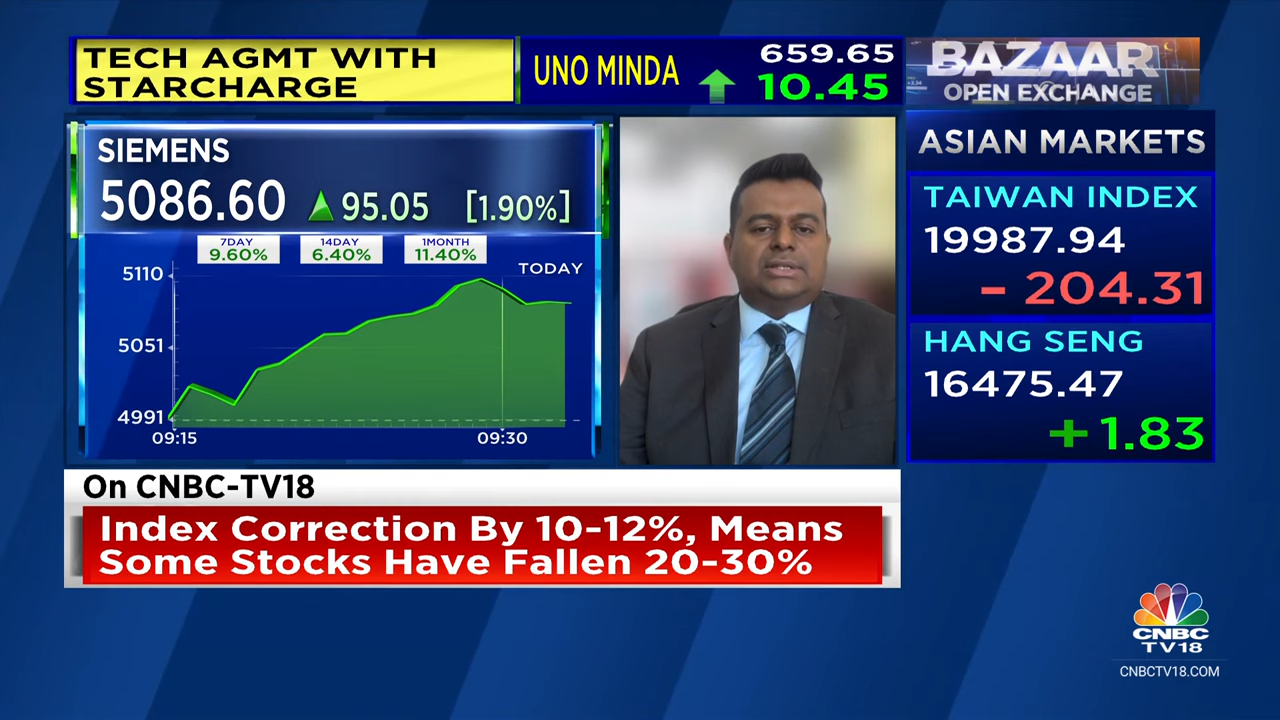 TECH AGMT WITH
STARCHARGE
UNO MINDA
659.65
10.45
BAZAAR
OPEN EXCHANGE
SIEMENS
5086.60 95.05 [1.90%]
7DAY
9.60%
14DAY
6.40%
1MONTH
11.40%
TODAY
5110
5051
4991
09:15
09:30
ASIAN MARKETS
TAIWAN INDEX
19987.94
- 204.31
HANG SENG
16475.47
+ 1.83
On CNBC-TV18
Index Correction By 10-12%, Means
Some Stocks Have Fallen 20-30%
CNBC
TV18
CNBCTV18.COM